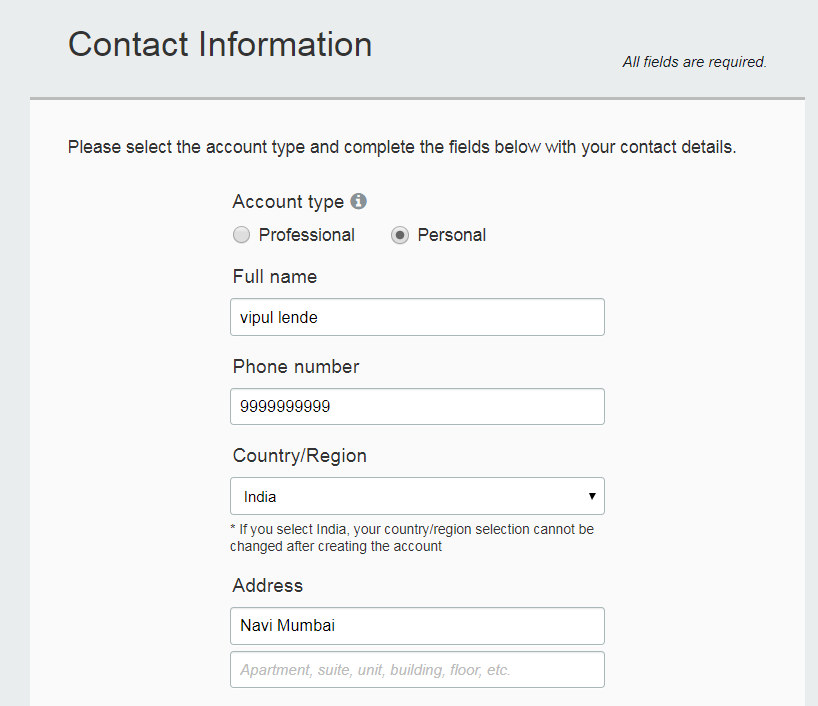 Contact Information
All fields are required.
Please select the account type and complete the fields below with your contact details.
Account type
Professional Personal
Full name
vipul lende
Phone number
9999999999
Country/Region
India
* If you select India, your country/region selection cannot be
changed after creating the account
Address
Navi Mumbai
Apartment, suite, unit, building, floor, etc.